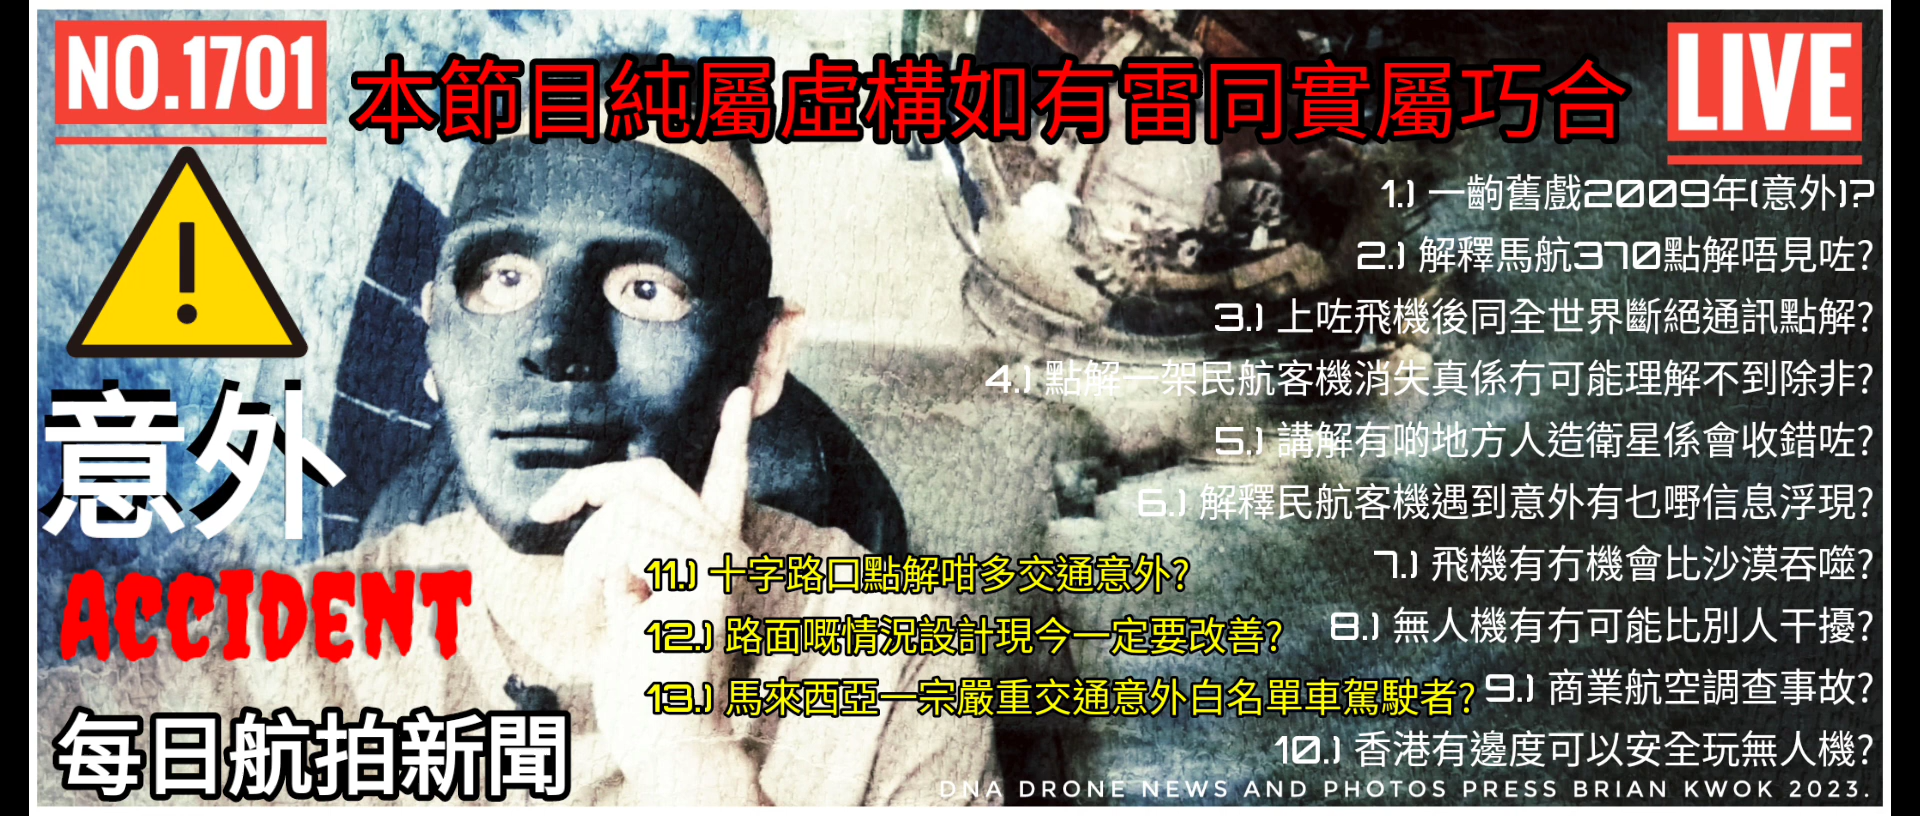 NO.1701
本節目純屬虛構如有雷同實屬巧合
LIVE
意外
ACCIDENT
每日航拍新聞
1.) 一齣舊戲2009年(意外)?
2.) 解釋馬航370點解唔見咗?
3.) 上咗飛機後同全世界斷絕通訊點解?
4.) 點解一架民航客機消失真係冇可能理解不到除非?
5.) 講解有啲地方人造衛星係會收錯咗?
6.) 解釋民航客機遇到意外有乜嘢信息浮現?
7.) 飛機有冇機會比沙漠吞噬?
8.) 無人機有冇可能比別人干擾?
9.) 商業航空調查事故?
10.) 香港有邊度可以安全玩無人機?
11.) 十字路口點解咁多交通意外?
12.) 路面嘅情況設計現今一定要改善?
13.) 馬來西亞一宗嚴重交通意外白名單車駕駛者?
DNA DRONE NEWS AND PHOTOS PRESS BRIAN KWOK 2023.